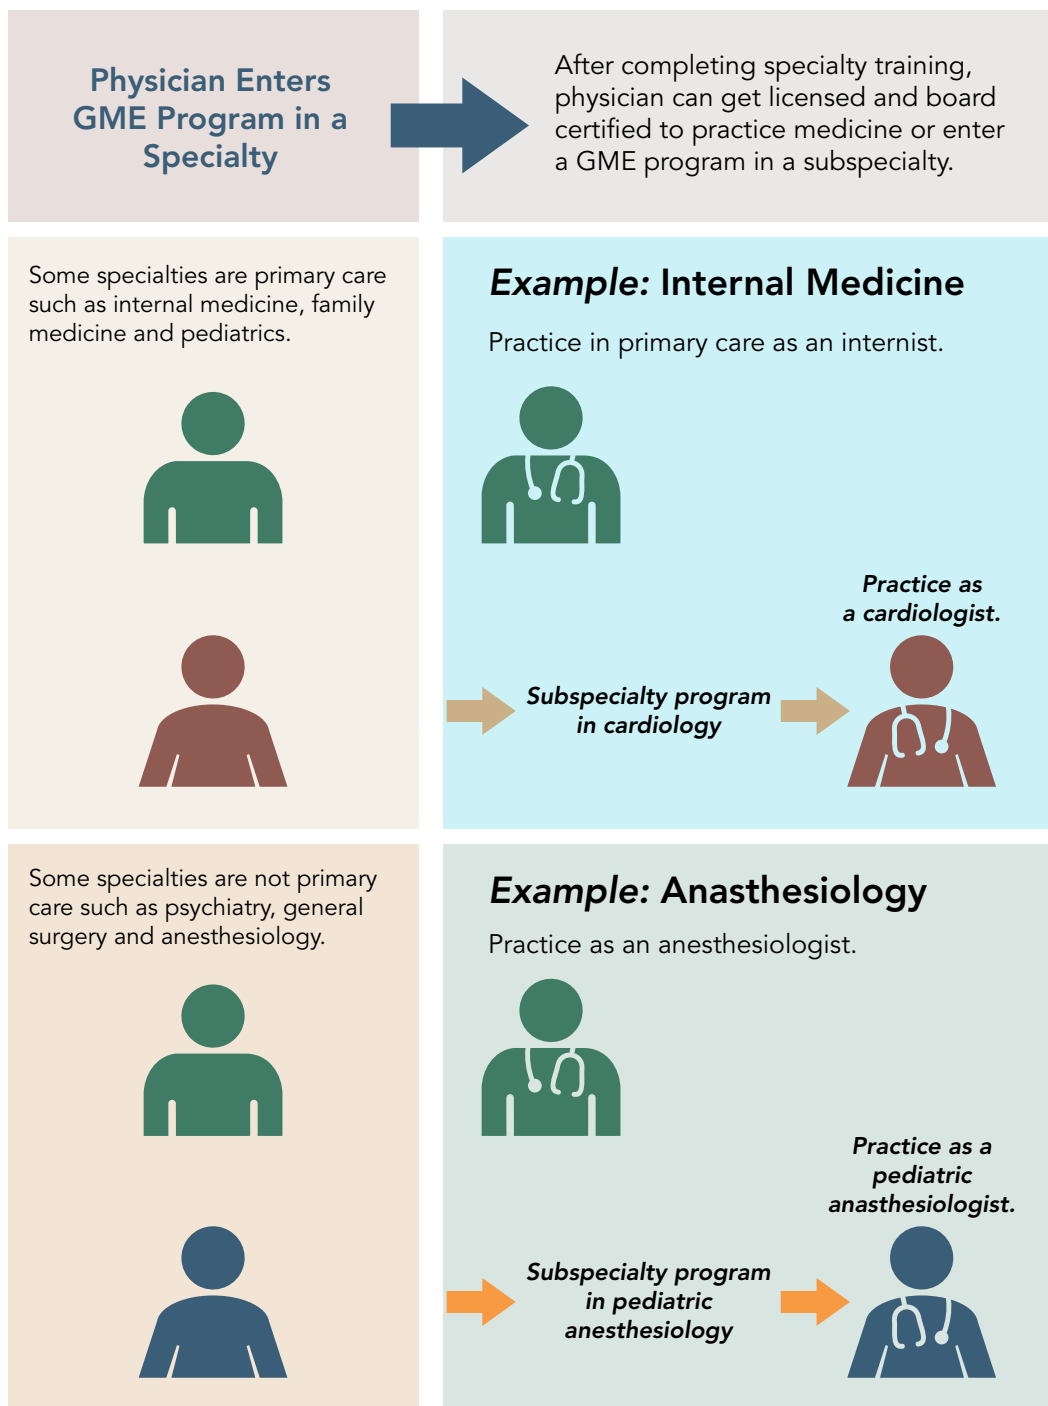 Physician Enters
GME Program in a
Specialty
After completing specialty training,
physician can get licensed and board
certified to practice medicine or enter
a GME program in a subspecialty.
Some specialties are primary care
such as internal medicine, family
medicine and pediatrics.
Example: Internal Medicine
Practice in primary care as an internist.
Practice as
a cardiologist.
Subspecialty program
in cardiology
Some specialties are not primary
care such as psychiatry, general
surgery and anesthesiology.
Example: Anasthesiology
Practice as an anesthesiologist.
Practice as a
pediatric
anasthesiologist.
Subspecialty program
in pediatric
anesthesiology